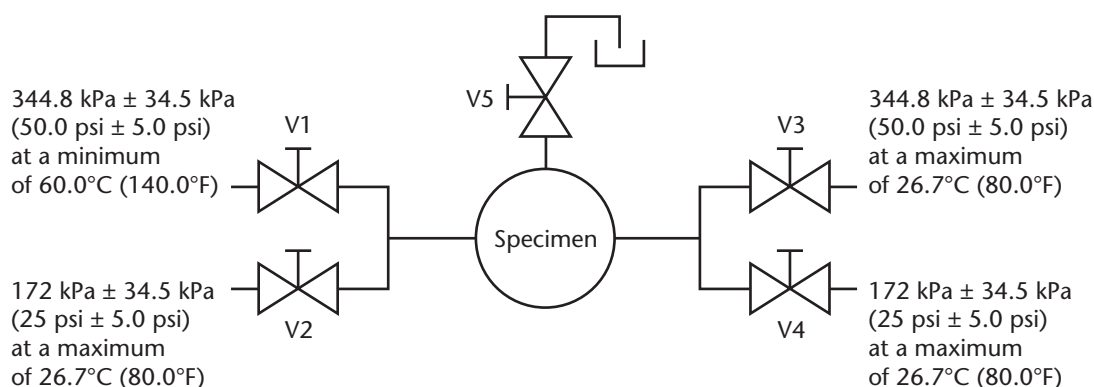 V5
344.8 kPa ± 34.5 kPa
(50.0 psi ± 5.0 psi)
at a minimum
of 60.0°C (140.0°F)
V1
V3
344.8 kPa ± 34.5 kPa
(50.0 psi ± 5.0 psi)
at a maximum
of 26.7°C (80.0°F)
Specimen
172 kPa ± 34.5 kPa
(25 psi ± 5.0 psi)
at a maximum
of 26.7°C (80.0°F)
V2
V4
172 kPa ± 34.5 kPa
(25 psi ± 5.0 psi)
at a maximum
of 26.7°C (80.0°F)